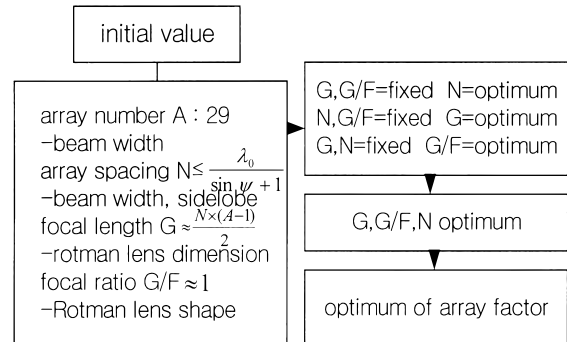 initial value
array number A : 29
-beam width
array spacing N ≤ λ₀ / (sin ψ + 1)
-beam width, sidelobe
focal length G ≈ N×(A-1) / 2
-rotman lens dimension
focal ratio G/F ≈ 1
-Rotman lens shape
G,G/F=fixed N=optimum
N,G/F=fixed G=optimum
G,N=fixed G/F=optimum
G,G/F,N optimum
optimum of array factor